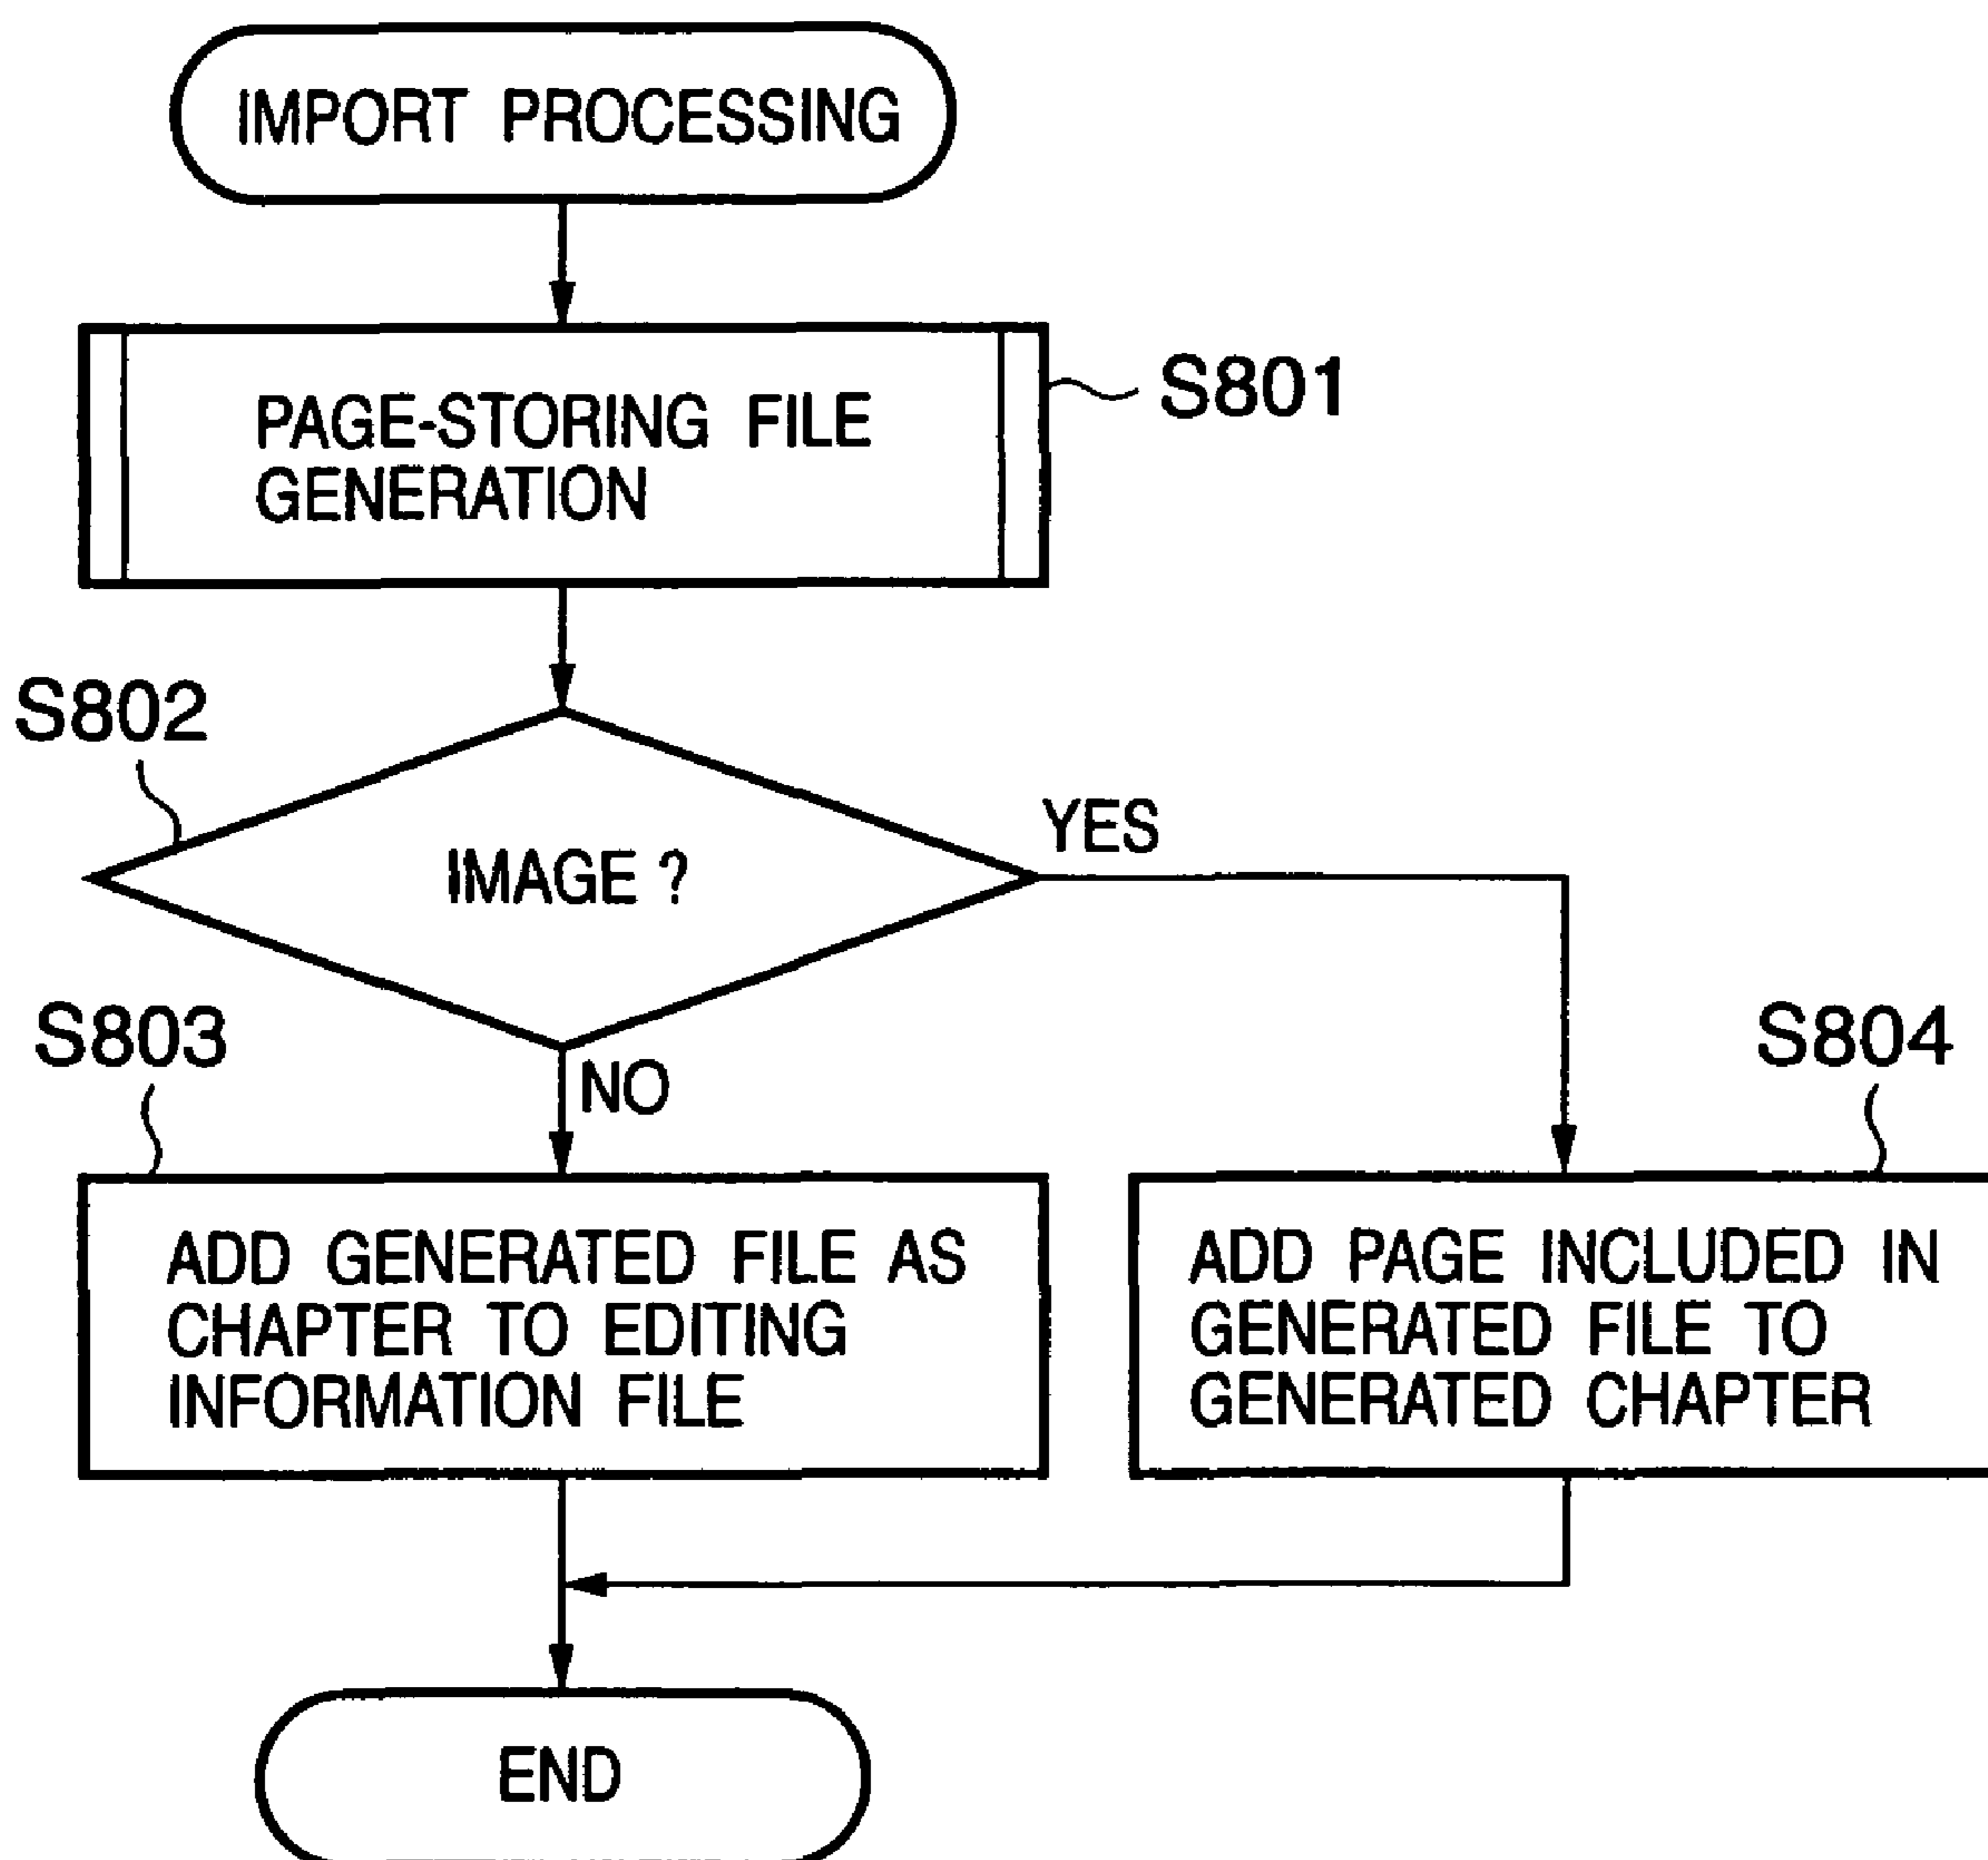 IMPORT PROCESSING
S801
PAGE-STORING FILE
GENERATION
S802
YES
IMAGE ?
S803
NO
S804
ADD GENERATED FILE AS
CHAPTER TO EDITING
INFORMATION FILE
ADD PAGE INCLUDED IN
GENERATED FILE TO
GENERATED CHAPTER
END